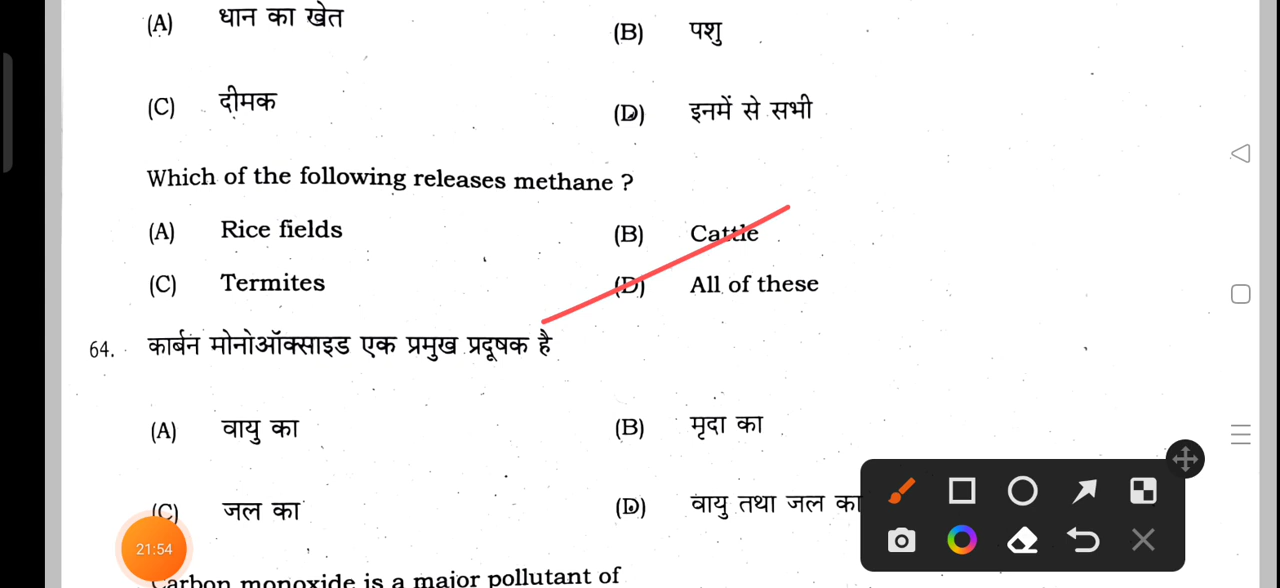 (A) धान का खेत (B) पशु
(C) दीमक (D) इनमें से सभी
Which of the following releases methane ?
(A) Rice fields (B) Cattle
(C) Termites (D) All of these
64. कार्बन मोनोऑक्साइड एक प्रमुख प्रदूषक है
(A) वायु का (B) मृदा का
(C) जल का (D) वायु तथा जल का
21:54
Carbon monoxide is a major pollutant of